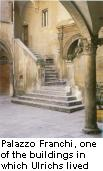 Palazzo Franchi, one
of the buildings in
which Ulrichs lived